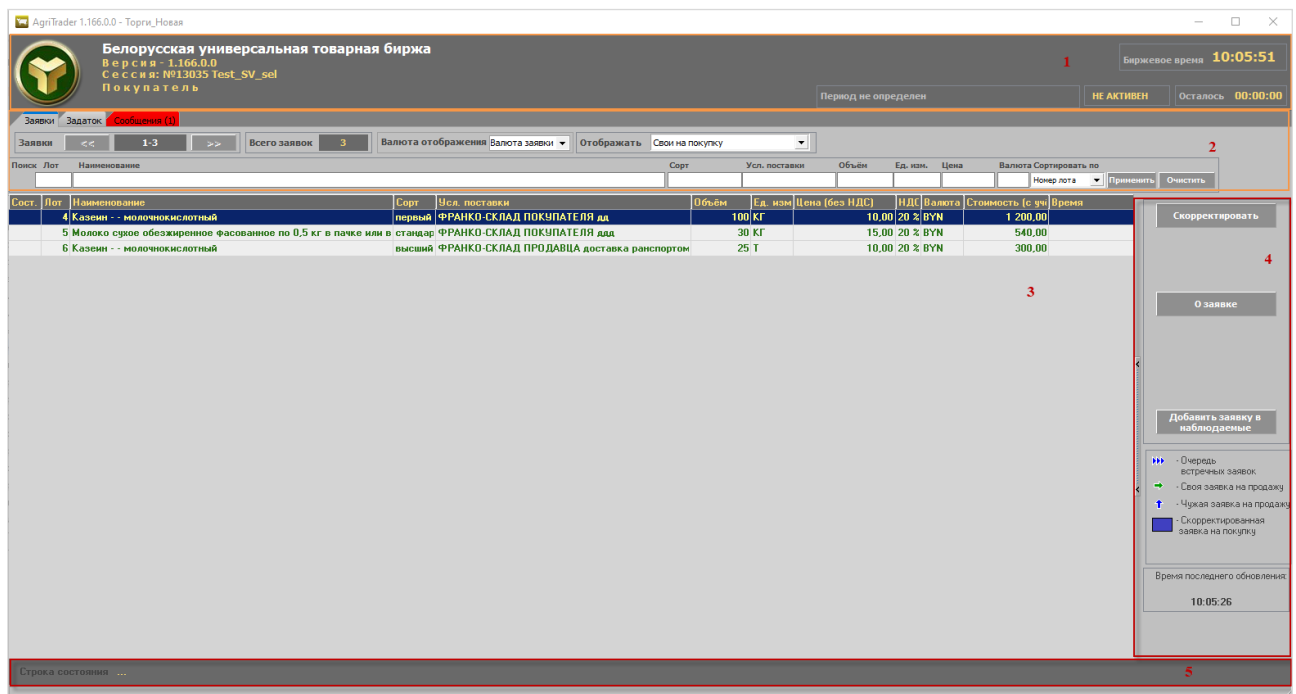 AgriTrader 1.166.0.0 - Торги_Новая
Белорусская универсальная товарная биржа
Версия - 1.166.0.0
Сессия: №13035 Test_SV_sel
Покупатель
1
Биржевое время 10:05:51
Период не определен
НЕ АКТИВЕН
Осталось 00:00:00
Заявки Задаток Сообщения (1)
Заявки << 1-3 >> Всего заявок 3 Валюта отображения Валюта заявки Отображать Свои на покупку
2
Поиск Лот Наименование Сорт Усл. поставки Объём Ед. изм. Цена Валюта Сортировать по
Номер лота Применить Очистить
Сост. Лот Наименование Сорт Усл. поставки Объём Ед. изм Цена (без НДС) НДС Валюта Стоимость (с уч Время
4 Казеин - - молочнокислотный первый ФРАНКО-СКЛАД ПОКУПАТЕЛЯ дд 100 КГ 10,00 20 % BYN 1 200,00
5 Молоко сухое обезжиренное фасованное по 0,5 кг в пачке или в стандар ФРАНКО-СКЛАД ПОКУПАТЕЛЯ ддд 30 КГ 15,00 20 % BYN 540,00
6 Казеин - - молочнокислотный высший ФРАНКО-СКЛАД ПРОДАВЦА доставка ранспортом 25 Т 10,00 20 % BYN 300,00
3
Скорректировать
4
О заявке
Добавить заявку в
наблюдаемые
- Очередь
встречных заявок
- Своя заявка на продажу
- Чужая заявка на продажу
- Скорректированная
заявка на покупку
Время последнего обновления:
10:05:26
Строка состояния ...
5